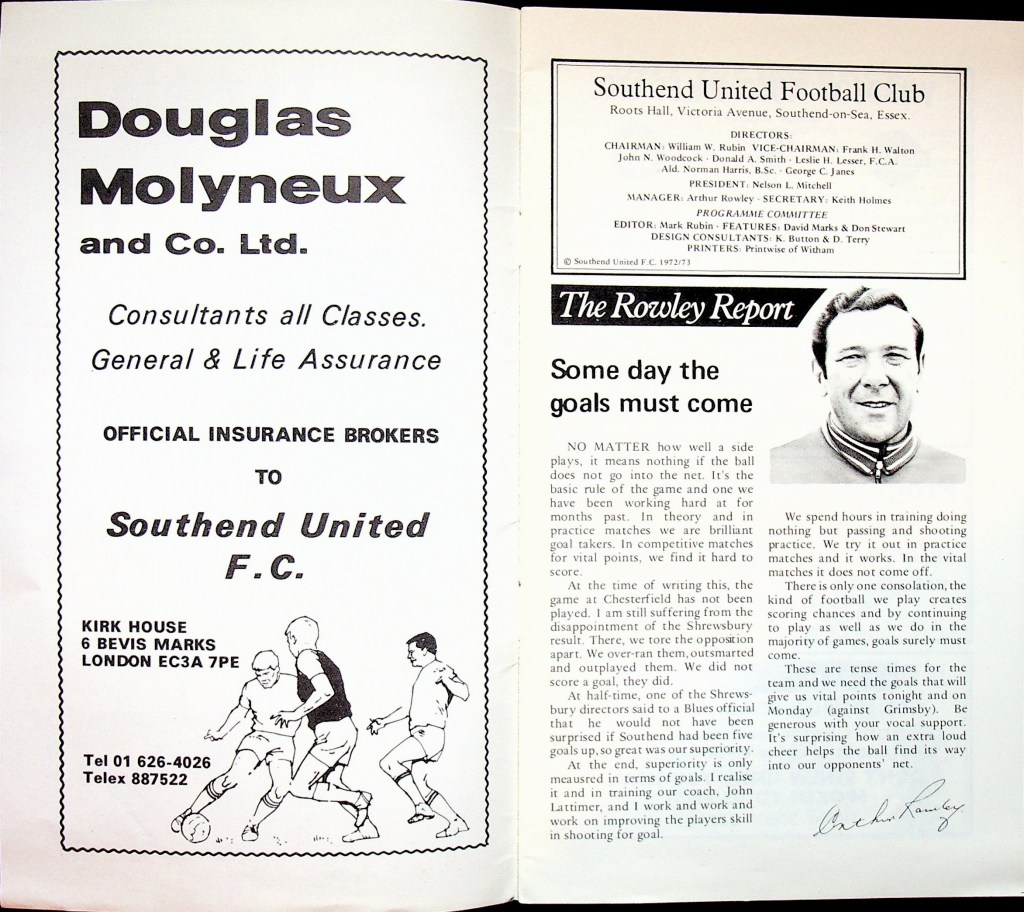 Douglas
Molyneux
and Co. Ltd.
Consultants all Classes.
General & Life Assurance
OFFICIAL INSURANCE BROKERS
TO
Southend United
F.C.
KIRK HOUSE
6 BEVIS MARKS
LONDON EC3A 7PE
Tel 01 626-4026
Telex 887522
Southend United Football Club
Roots Hall, Victoria Avenue, Southend-on-Sea, Essex.
DIRECTORS:
CHAIRMAN: William W. Rubin VICE-CHAIRMAN: Frank H. Walton
John N. Woodcock · Donald A. Smith · Leslie H. Lesser, F.C.A.
Ald. Norman Harris, B.Sc. · George C. Janes
PRESIDENT: Nelson L. Mitchell
MANAGER: Arthur Rowley · SECRETARY: Keith Holmes
PROGRAMME COMMITTEE
EDITOR: Mark Rubin · FEATURES: David Marks & Don Stewart
DESIGN CONSULTANTS: K. Button & D. Terry
PRINTERS: Printwise of Witham
© Southend United F.C. 1972/73
The Rowley Report
Some day the
goals must come
NO MATTER how well a side
plays, it means nothing if the ball
does not go into the net. It's the
basic rule of the game and one we
have been working hard at for
months past. In theory and in
practice matches we are brilliant
goal takers. In competitive matches
for vital points, we find it hard to
score.
At the time of writing this, the
game at Chesterfield has not been
played. I am still suffering from the
disappointment of the Shrewsbury
result. There, we tore the opposition
apart. We over-ran them, outsmarted
and outplayed them. We did not
score a goal, they did.
At half-time, one of the Shrews-
bury directors said to a Blues official
that he would not have been
surprised if Southend had been five
goals up, so great was our superiority.
At the end, superiority is only
meausred in terms of goals. I realise
it and in training our coach, John
Lattimer, and I work and work and
work on improving the players skill
in shooting for goal.
We spend hours in training doing
nothing but passing and shooting
practice. We try it out in practice
matches and it works. In the vital
matches it does not come off.
There is only one consolation, the
kind of football we play creates
scoring chances and by continuing
to play as well as we do in the
majority of games, goals surely must
come.
These are tense times for the
team and we need the goals that will
give us vital points tonight and on
Monday (against Grimsby). Be
generous with your vocal support.
It's surprising how an extra loud
cheer helps the ball find its way
into our opponents' net.
Arthur Rowley